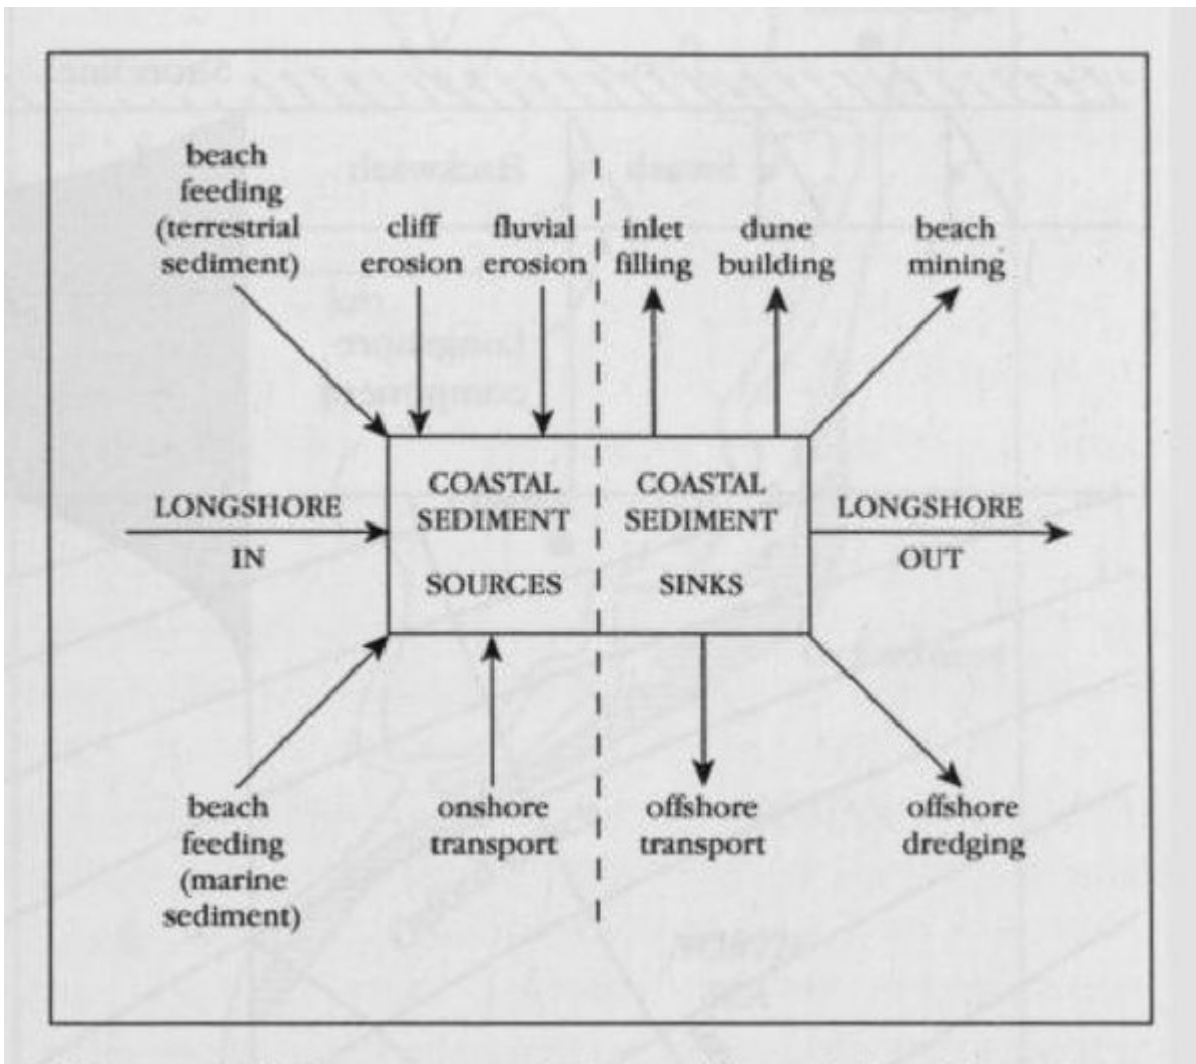 beach
feeding
(terrestrial
sediment)
cliff
erosion
fluvial
erosion
inlet
filling
dune
building
beach
mining
LONGSHORE
IN
COASTAL
SEDIMENT
SOURCES
COASTAL
SEDIMENT
SINKS
LONGSHORE
OUT
beach
feeding
(marine
sediment)
onshore
transport
offshore
transport
offshore
dredging